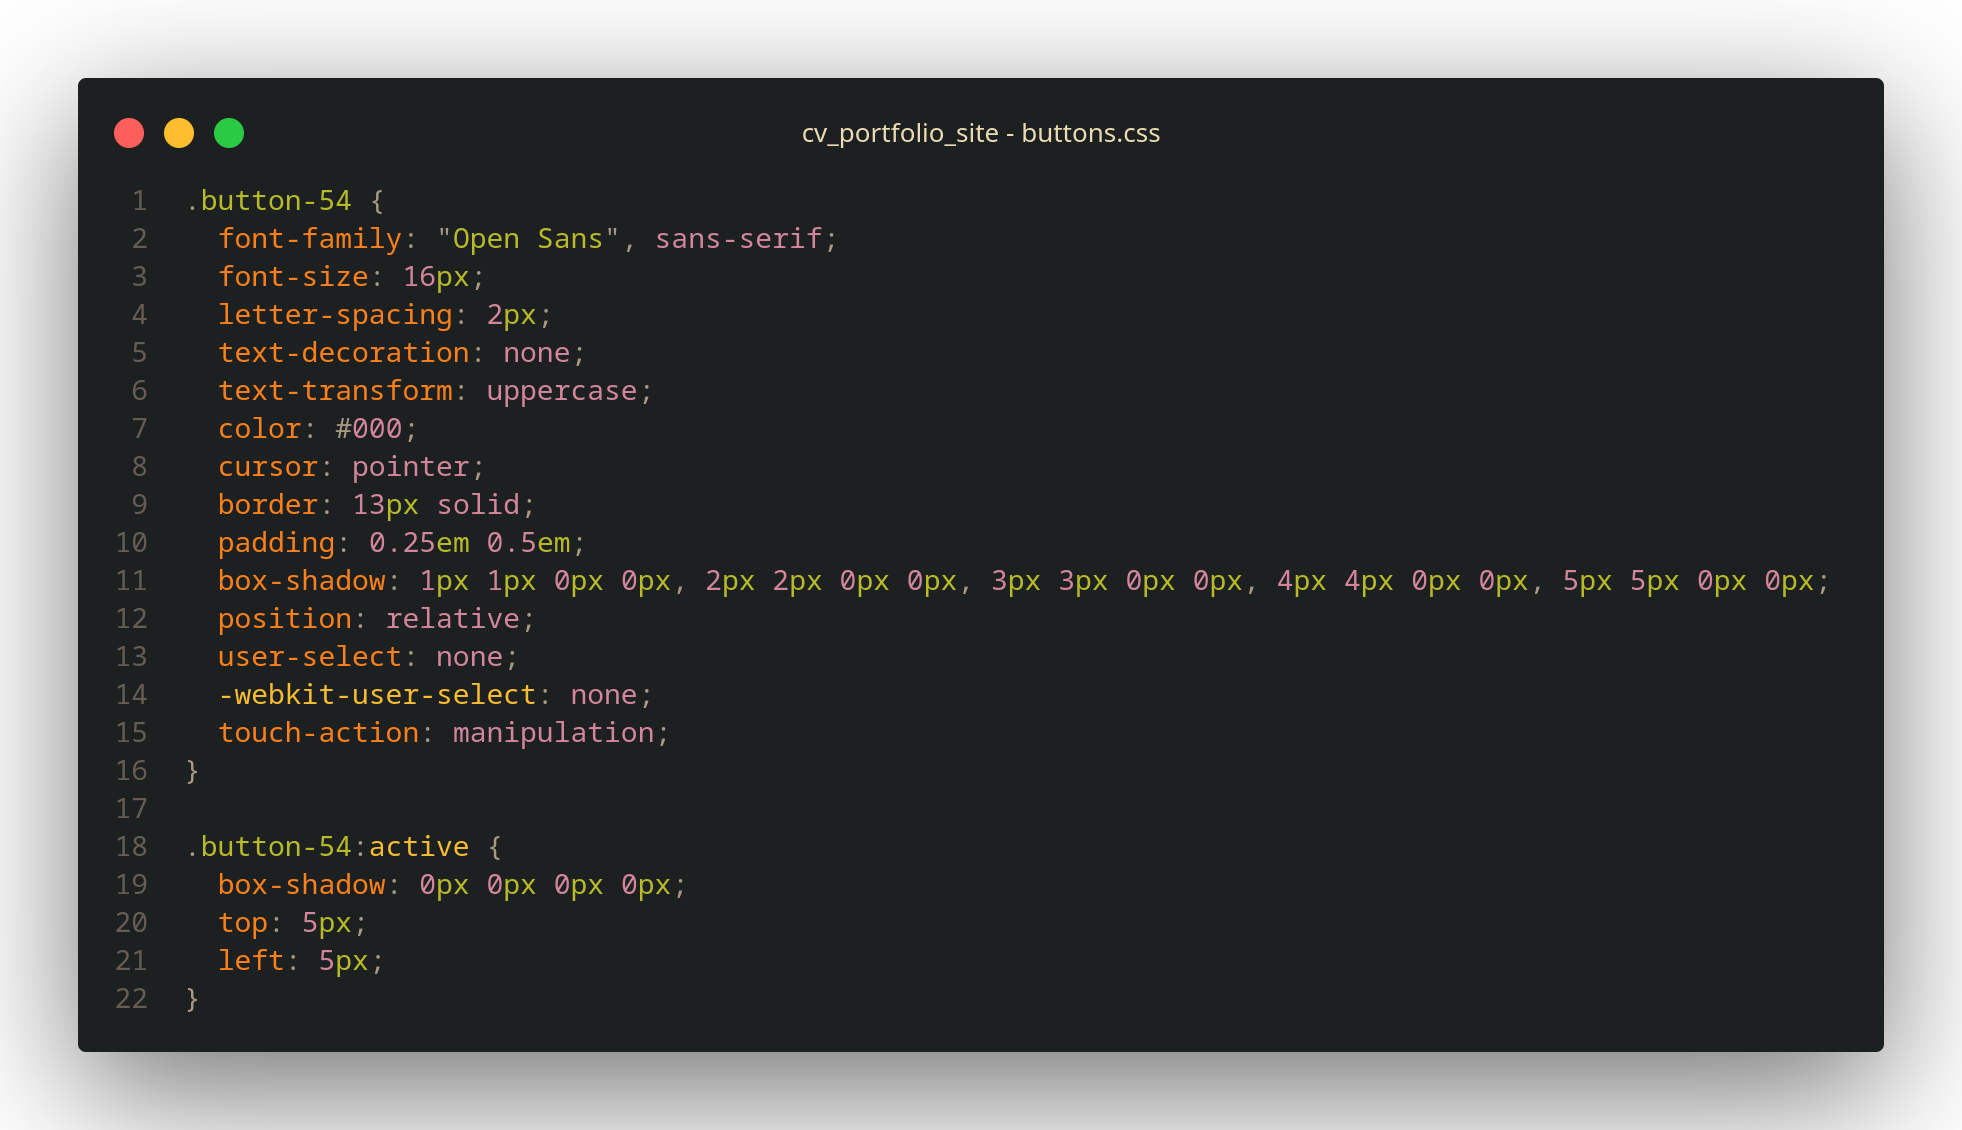 cv_portfolio_site - buttons.css
1 .button-54 {
2   font-family: "Open Sans", sans-serif;
3   font-size: 16px;
4   letter-spacing: 2px;
5   text-decoration: none;
6   text-transform: uppercase;
7   color: #000;
8   cursor: pointer;
9   border: 13px solid;
10   padding: 0.25em 0.5em;
11   box-shadow: 1px 1px 0px 0px, 2px 2px 0px 0px, 3px 3px 0px 0px, 4px 4px 0px 0px, 5px 5px 0px 0px;
12   position: relative;
13   user-select: none;
14   -webkit-user-select: none;
15   touch-action: manipulation;
16 }
17
18 .button-54:active {
19   box-shadow: 0px 0px 0px 0px;
20   top: 5px;
21   left: 5px;
22 }